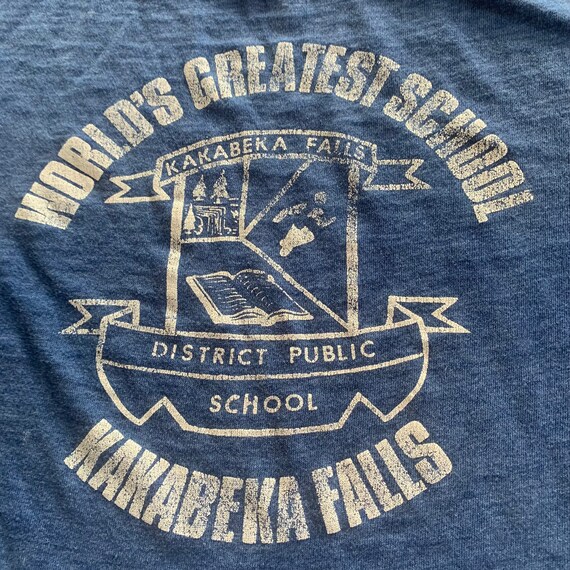 WORLD'S GREATEST SCHOOL
KAKABEKA FALLS
DISTRICT PUBLIC
SCHOOL
KAKABEKA FALLS